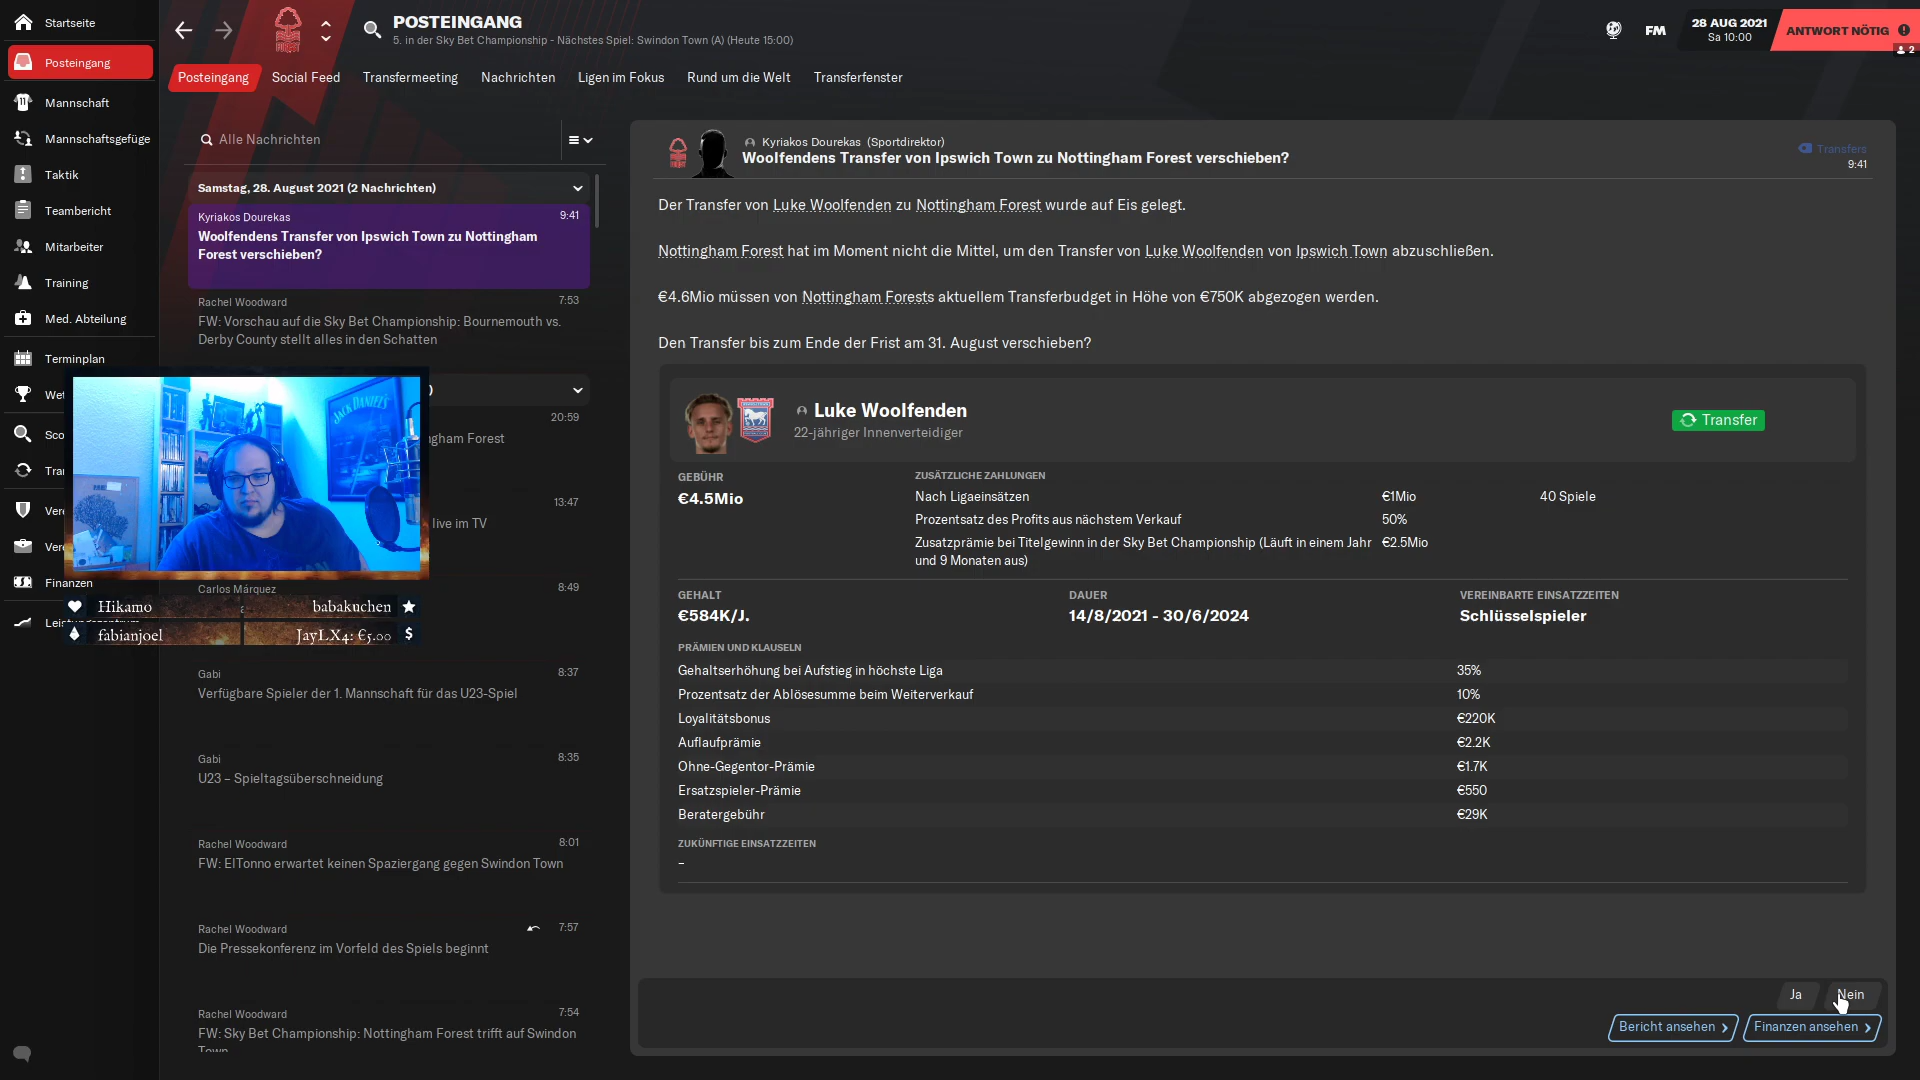 Startseite
Posteingang
Mannschaft
Mannschaftsgefüge
Taktik
Teambericht
Mitarbeiter
Training
Med. Abteilung
Terminplan
Finanzen
POSTEINGANG
5. in der Sky Bet Championship - Nächstes Spiel: Swindon Town (A) (Heute 15:00)
FM
28 AUG 2021
Sa 10:00
ANTWORT NÖTIG
2
Posteingang
Social Feed
Transfermeeting
Nachrichten
Ligen im Fokus
Rund um die Welt
Transferfenster
Alle Nachrichten
Samstag, 28. August 2021 (2 Nachrichten)
Kyriakos Dourekas 9:41
Woolfendens Transfer von Ipswich Town zu Nottingham
Forest verschieben?
Rachel Woodward 7:53
FW: Vorschau auf die Sky Bet Championship: Bournemouth vs.
Derby County stellt alles in den Schatten
20:59
13:47
live im TV
Carlos Márquez 8:49
JACK DANIEL'S
Hikamo
babakuchen
fabianjoel
JayLX4: €5.00 $
Gabi 8:37
Verfügbare Spieler der 1. Mannschaft für das U23-Spiel
Gabi 8:35
U23 – Spieltagsüberschneidung
Rachel Woodward 8:01
FW: ElTonno erwartet keinen Spaziergang gegen Swindon Town
Rachel Woodward 7:57
Die Pressekonferenz im Vorfeld des Spiels beginnt
Rachel Woodward 7:54
FW: Sky Bet Championship: Nottingham Forest trifft auf Swindon
Town
Kyriakos Dourekas (Sportdirektor)
Woolfendens Transfer von Ipswich Town zu Nottingham Forest verschieben?
Transfers
9:41
Der Transfer von Luke Woolfenden zu Nottingham Forest wurde auf Eis gelegt.
Nottingham Forest hat im Moment nicht die Mittel, um den Transfer von Luke Woolfenden von Ipswich Town abzuschließen.
€4.6Mio müssen von Nottingham Forests aktuellem Transferbudget in Höhe von €750K abgezogen werden.
Den Transfer bis zum Ende der Frist am 31. August verschieben?
Luke Woolfenden
22-jähriger Innenverteidiger
Transfer
GEBÜHR
€4.5Mio
ZUSÄTZLICHE ZAHLUNGEN
Nach Ligaeinsätzen €1Mio 40 Spiele
Prozentsatz des Profits aus nächstem Verkauf 50%
Zusatzprämie bei Titelgewinn in der Sky Bet Championship (Läuft in einem Jahr €2.5Mio
und 9 Monaten aus)
GEHALT
€584K/J.
DAUER
14/8/2021 - 30/6/2024
VEREINBARTE EINSATZZEITEN
Schlüsselspieler
PRÄMIEN UND KLAUSELN
Gehaltserhöhung bei Aufstieg in höchste Liga 35%
Prozentsatz der Ablösesumme beim Weiterverkauf 10%
Loyalitätsbonus €220K
Auflaufprämie €2.2K
Ohne-Gegentor-Prämie €1.7K
Ersatzspieler-Prämie €550
Beratergebühr €29K
ZUKÜNFTIGE EINSATZZEITEN
–
Ja
Nein
Bericht ansehen
Finanzen ansehen